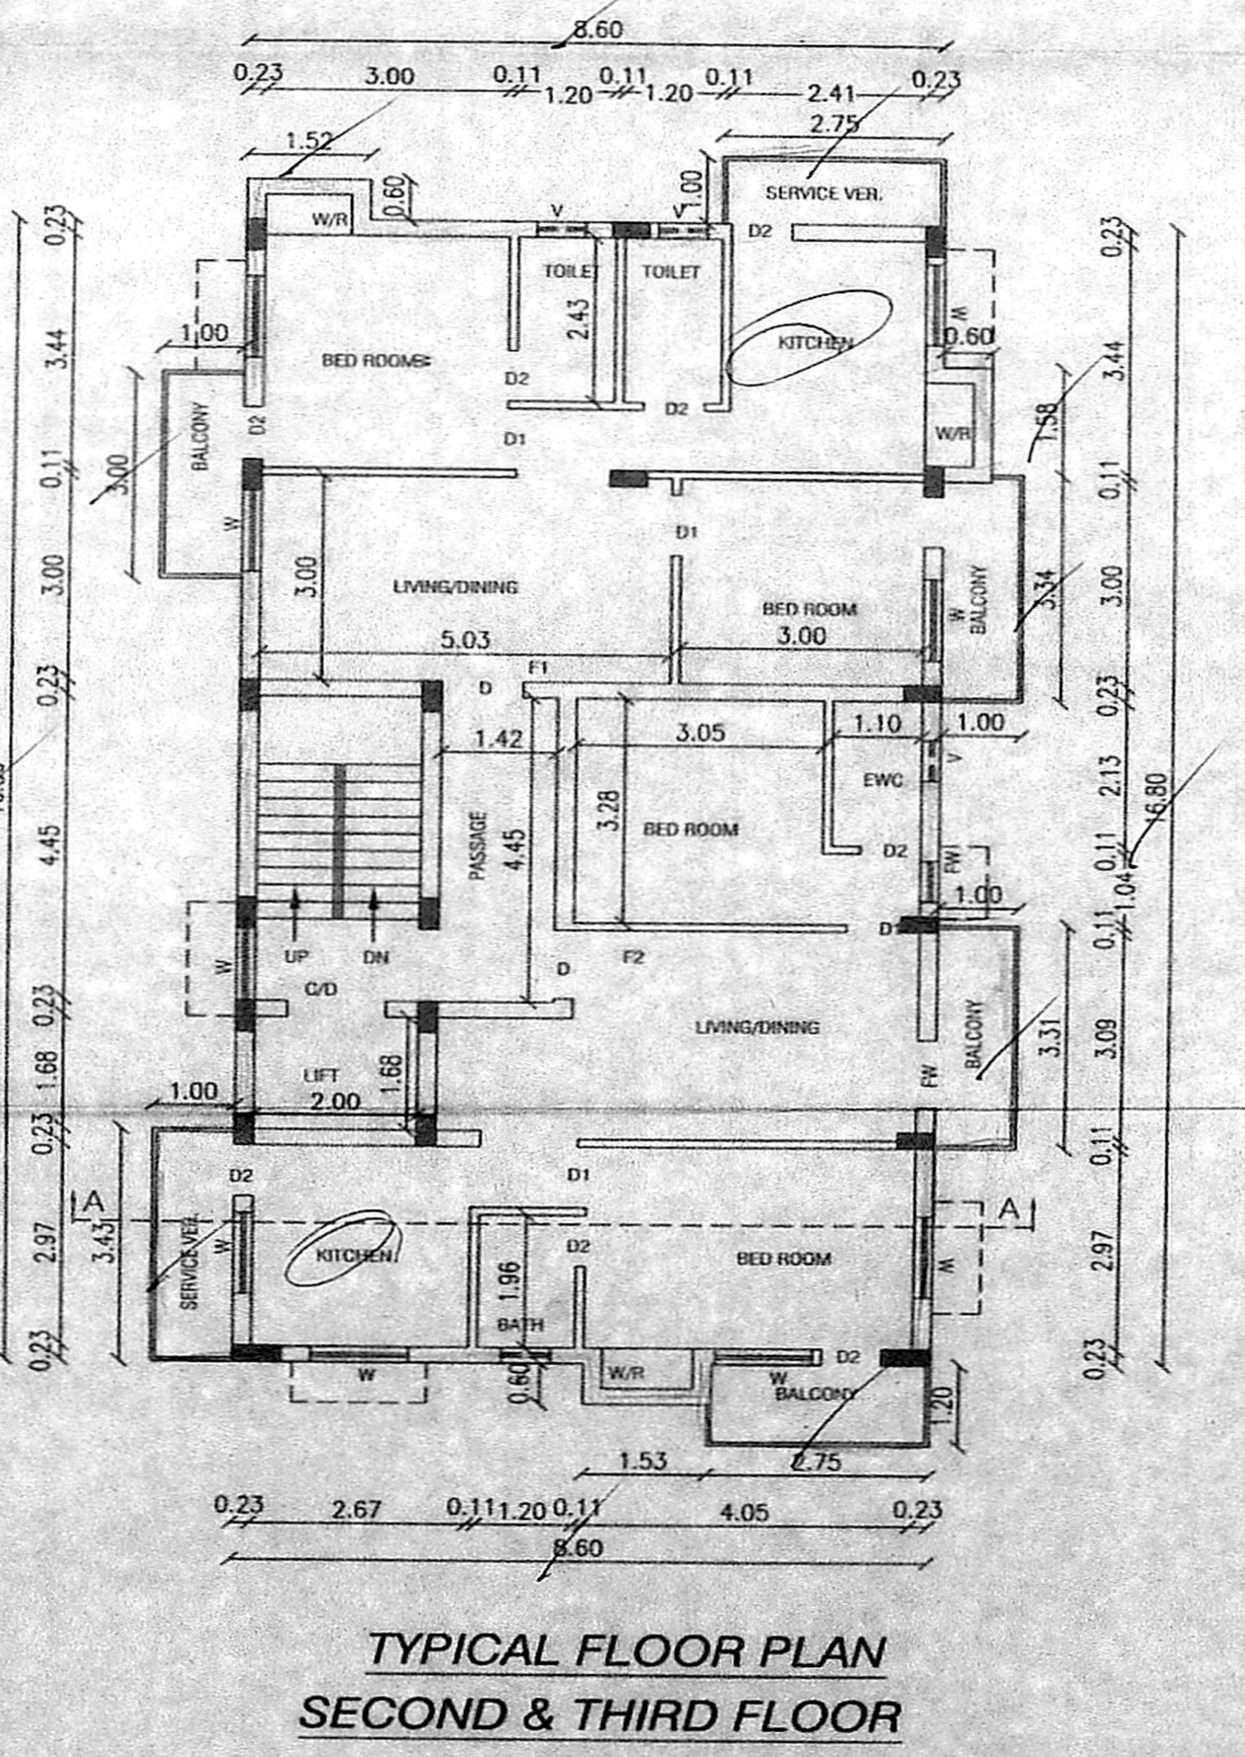 8.60
0.23 3.00 0.11 1.20 0.11 1.20 0.11 2.41 0.23
2.75
1.52
0.60
1.00
SERVICE VER.
W/R
V
V
D2
0.23
0.23
TOILET
TOILET
2.43
1.00
3.44
BED ROOM
KITCHEN
W
0.60
3.44
D2
D2
1.58
BALCONY
D2
D1
W/R
3.00
0.11
0.11
W
D1
3.00
3.00
LIVING/DINING
BED ROOM
W
BALCONY
3.34
3.00
5.03
3.00
F1
D
0.23
0.23
1.42
3.05
1.10
1.00
V
EWC
2.13
16.80
3.28
BED ROOM
PASSAGE
4.45
4.45
D2
FW
0.11
1.04
1.00
D1
0.11
UP
DN
W
C/D
D
F2
0.23
LIVING/DINING
BALCONY
3.31
3.09
1.68
LIFT
1.68
FW
1.00
2.00
0.23
0.11
D2
D1
A
A
SERVICE VER.
3.43
2.97
W
KITCHEN
D2
BED ROOM
W
2.97
1.96
BATH
0.23
0.23
W
0.60
W/R
W
D2
BALCONY
1.20
1.53
2.75
0.23 2.67 0.11 1.20 0.11 4.05 0.23
8.60
TYPICAL FLOOR PLAN
SECOND & THIRD FLOOR